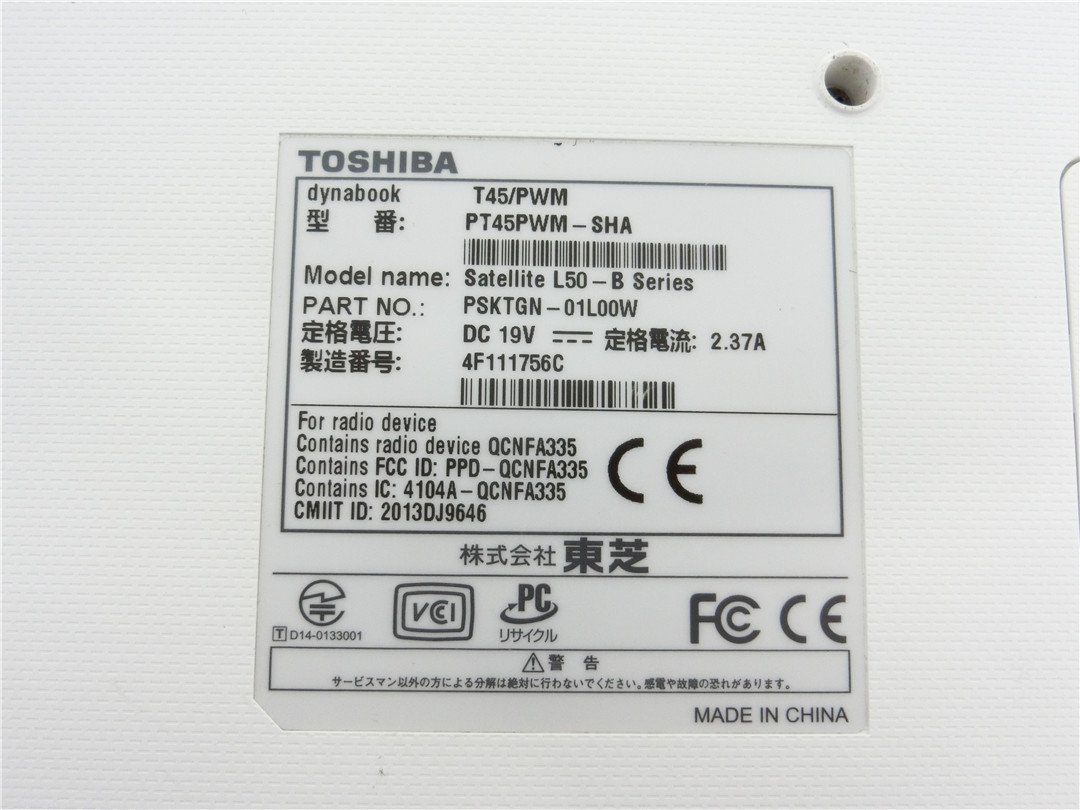 TOSHIBA
dynabook T45/PWM
型 番: PT45PWM-SHA
Model name: Satellite L50-B Series
PART NO.: PSKTGN-01L00W
定格電圧: DC 19V 定格電流: 2.37A
製造番号: 4F111756C
For radio device
Contains radio device QCNFA335
Contains FCC ID: PPD-QCNFA335
Contains IC: 4104A-QCNFA335
CMIIT ID: 2013DJ9646
CE
株式会社 東芝
T D14-0133001
VCCI
PC
リサイクル
FC CE
警 告
サービスマン以外の方による分解は絶対に行わないでください。感電や故障の恐れがあります。
MADE IN CHINA